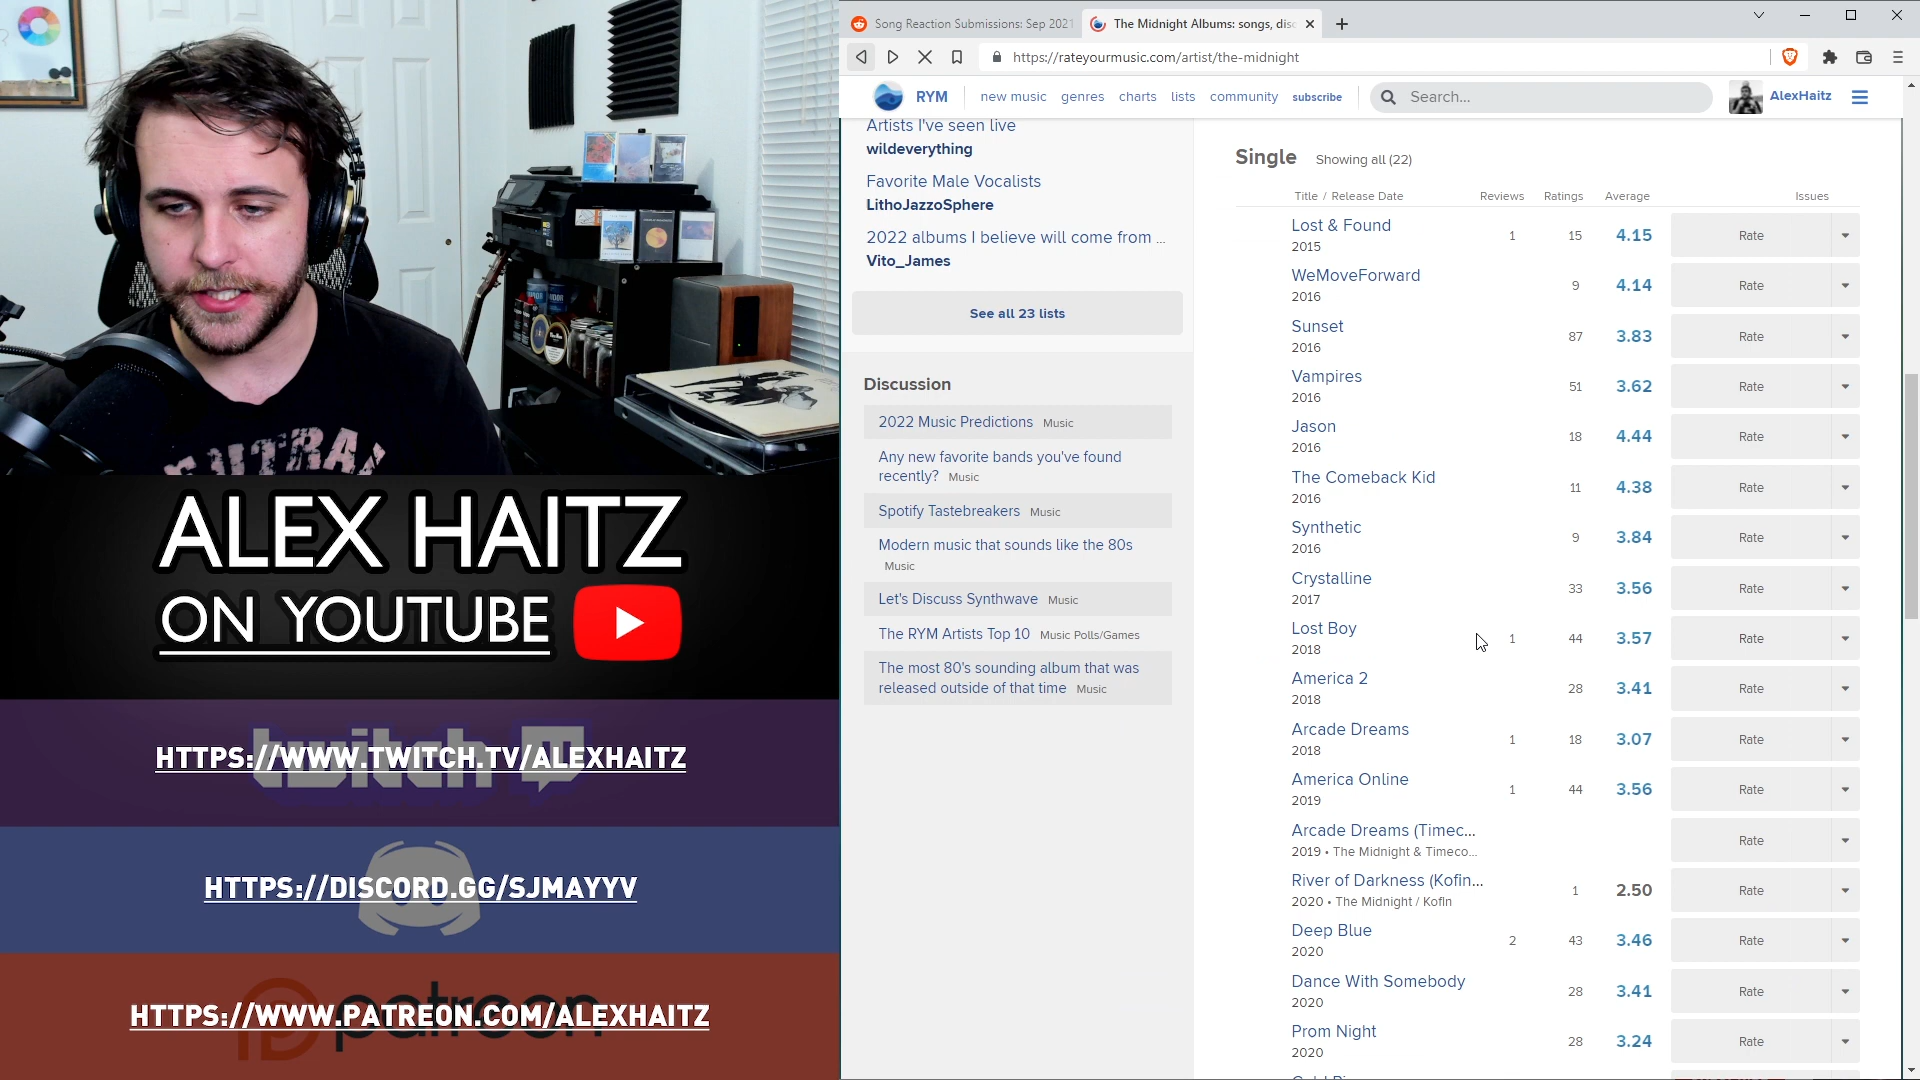 ALEX HAITZ
ON YOUTUBE
twitch
HTTPS://WWW.TWITCH.TV/ALEXHAITZ
HTTPS://DISCORD.GG/SJMAYYV
patreon
HTTPS://WWW.PATREON.COM/ALEXHAITZ
Song Reaction Submissions: Sep 2021
The Midnight Albums: songs, disc
https://rateyourmusic.com/artist/the-midnight
RYM new music genres charts lists community subscribe Search... AlexHaitz
Artists I've seen live
wildeverything
Favorite Male Vocalists
LithoJazzoSphere
2022 albums I believe will come from ...
Vito_James
See all 23 lists
Discussion
2022 Music Predictions Music
Any new favorite bands you've found
recently? Music
Spotify Tastebreakers Music
Modern music that sounds like the 80s
Music
Let's Discuss Synthwave Music
The RYM Artists Top 10 Music Polls/Games
The most 80's sounding album that was
released outside of that time Music
Single Showing all (22)
Title / Release Date Reviews Ratings Average Issues
Lost & Found 1 15 4.15 Rate
2015
WeMoveForward 9 4.14 Rate
2016
Sunset 87 3.83 Rate
2016
Vampires 51 3.62 Rate
2016
Jason 18 4.44 Rate
2016
The Comeback Kid 11 4.38 Rate
2016
Synthetic 9 3.84 Rate
2016
Crystalline 33 3.56 Rate
2017
Lost Boy 1 44 3.57 Rate
2018
America 2 28 3.41 Rate
2018
Arcade Dreams 1 18 3.07 Rate
2018
America Online 1 44 3.56 Rate
2019
Arcade Dreams (Timec... Rate
2019 • The Midnight & Timeco...
River of Darkness (Kofin... 1 2.50 Rate
2020 • The Midnight / Kofin
Deep Blue 2 43 3.46 Rate
2020
Dance With Somebody 28 3.41 Rate
2020
Prom Night 28 3.24 Rate
2020